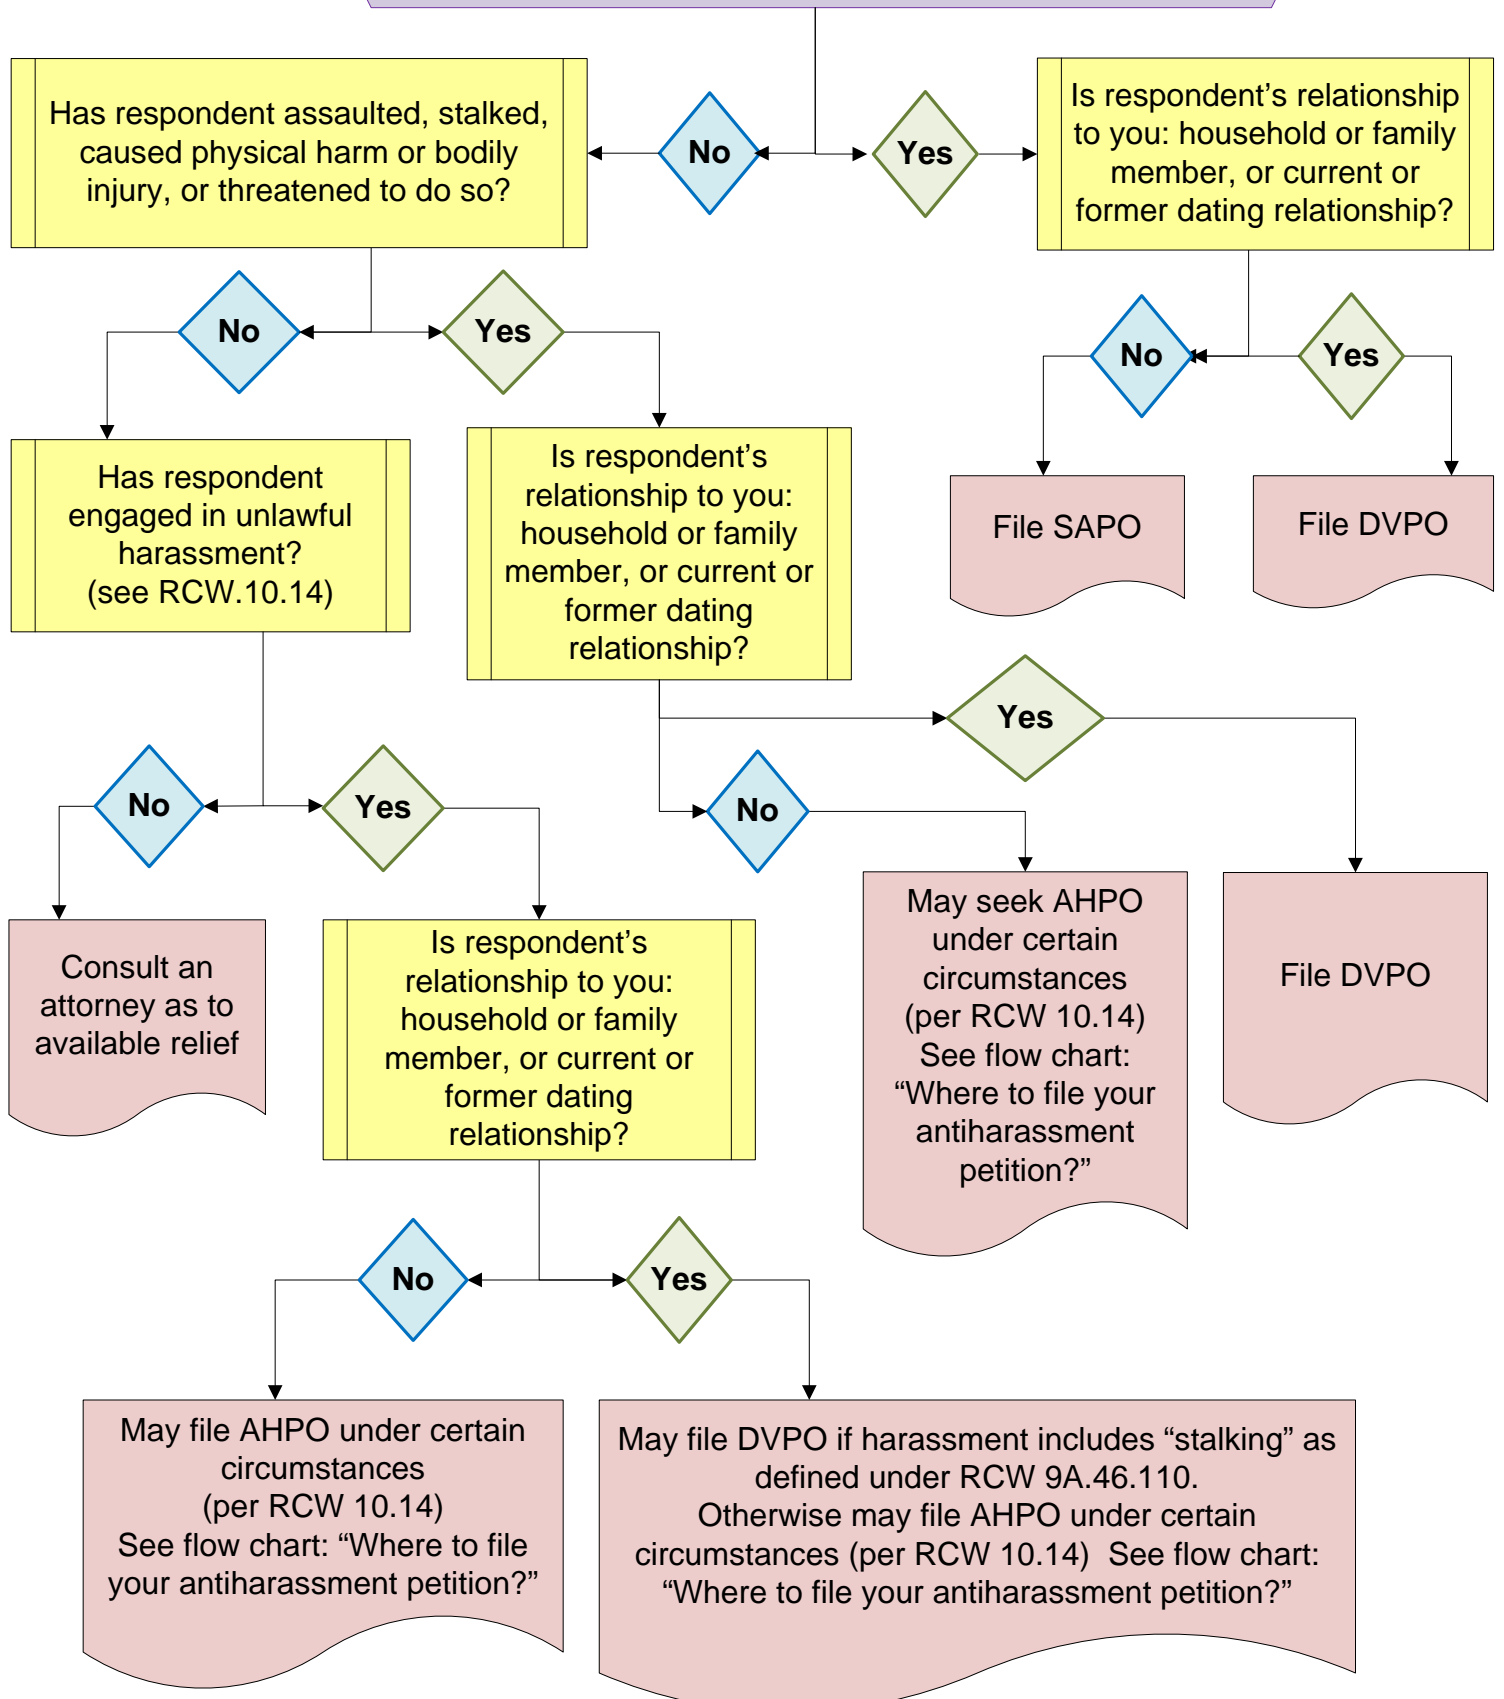 Has respondent assaulted, stalked,
caused physical harm or bodily
injury, or threatened to do so?
No
Yes
Is respondent’s relationship
to you: household or family
member, or current or
former dating relationship?
No
Yes
No
Yes
Has respondent
engaged in unlawful
harassment?
(see RCW.10.14)
Is respondent’s
relationship to you:
household or family
member, or current or
former dating
relationship?
File SAPO
File DVPO
Yes
No
Yes
No
Consult an
attorney as to
available relief
Is respondent’s
relationship to you:
household or family
member, or current or
former dating
relationship?
May seek AHPO
under certain
circumstances
(per RCW 10.14)
See flow chart:
“Where to file your
antiharassment
petition?”
File DVPO
No
Yes
May file AHPO under certain
circumstances
(per RCW 10.14)
See flow chart: “Where to file
your antiharassment petition?”
May file DVPO if harassment includes “stalking” as
defined under RCW 9A.46.110.
Otherwise may file AHPO under certain
circumstances (per RCW 10.14)  See flow chart:
“Where to file your antiharassment petition?”